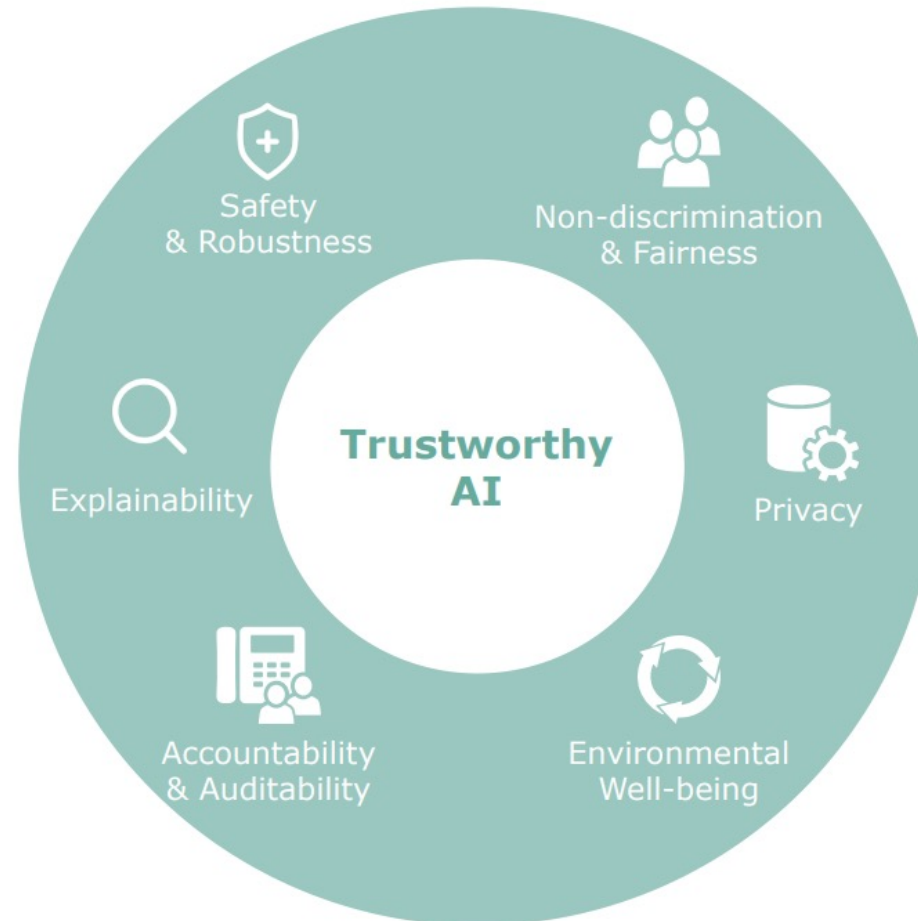 Safety
& Robustness
Non-discrimination
& Fairness
Explainability
Trustworthy
AI
Privacy
Accountability
& Auditability
Environmental
Well-being